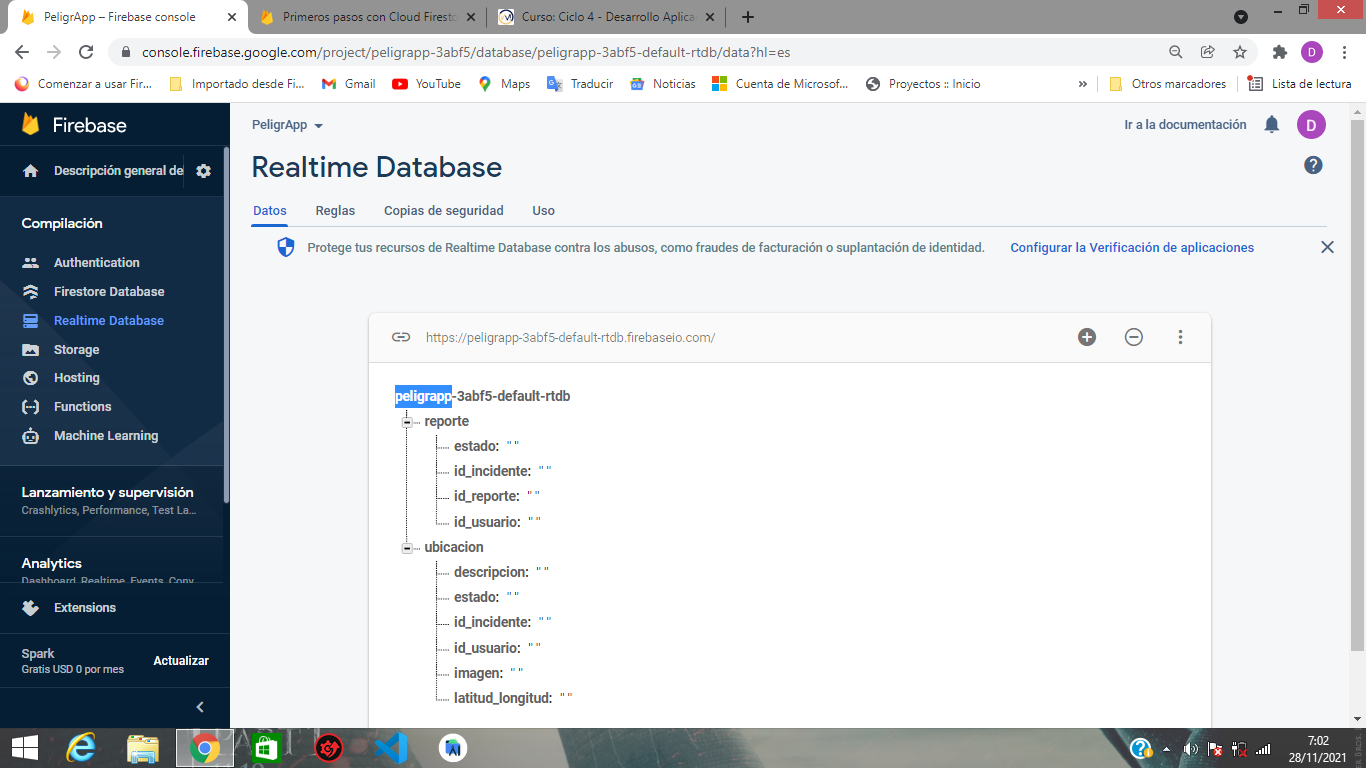 PeligrApp – Firebase console
Primeros pasos con Cloud Firest
Curso: Ciclo 4 - Desarrollo Aplica
console.firebase.google.com/project/peligrapp-3abf5/database/peligrapp-3abf5-default-rtdb/data?hl=es
D
Comenzar a usar Fir...
Importado desde Fi...
Gmail
YouTube
Maps
Traducir
Noticias
Cuenta de Microsof...
Proyectos :: Inicio
»
Otros marcadores
Lista de lectura
Firebase
PeligrApp
Ir a la documentación
D
Descripción general de
Realtime Database
?
Datos
Reglas
Copias de seguridad
Uso
Compilación
Protege tus recursos de Realtime Database contra los abusos, como fraudes de facturación o suplantación de identidad.
Configurar la Verificación de aplicaciones
Authentication
Firestore Database
Realtime Database
Storage
Hosting
Functions
Machine Learning
Lanzamiento y supervisión
Crashlytics, Performance, Test La...
Analytics
Dashboard, Realtime, Events, Conv...
Extensions
Spark
Gratis USD 0 por mes
Actualizar
https://peligrapp-3abf5-default-rtdb.firebaseio.com/
peligrapp-3abf5-default-rtdb
reporte
estado: ""
id_incidente: ""
id_reporte: ""
id_usuario: ""
ubicacion
descripcion: ""
estado: ""
id_incidente: ""
id_usuario: ""
imagen: ""
latitud_longitud: ""
7:02
28/11/2021